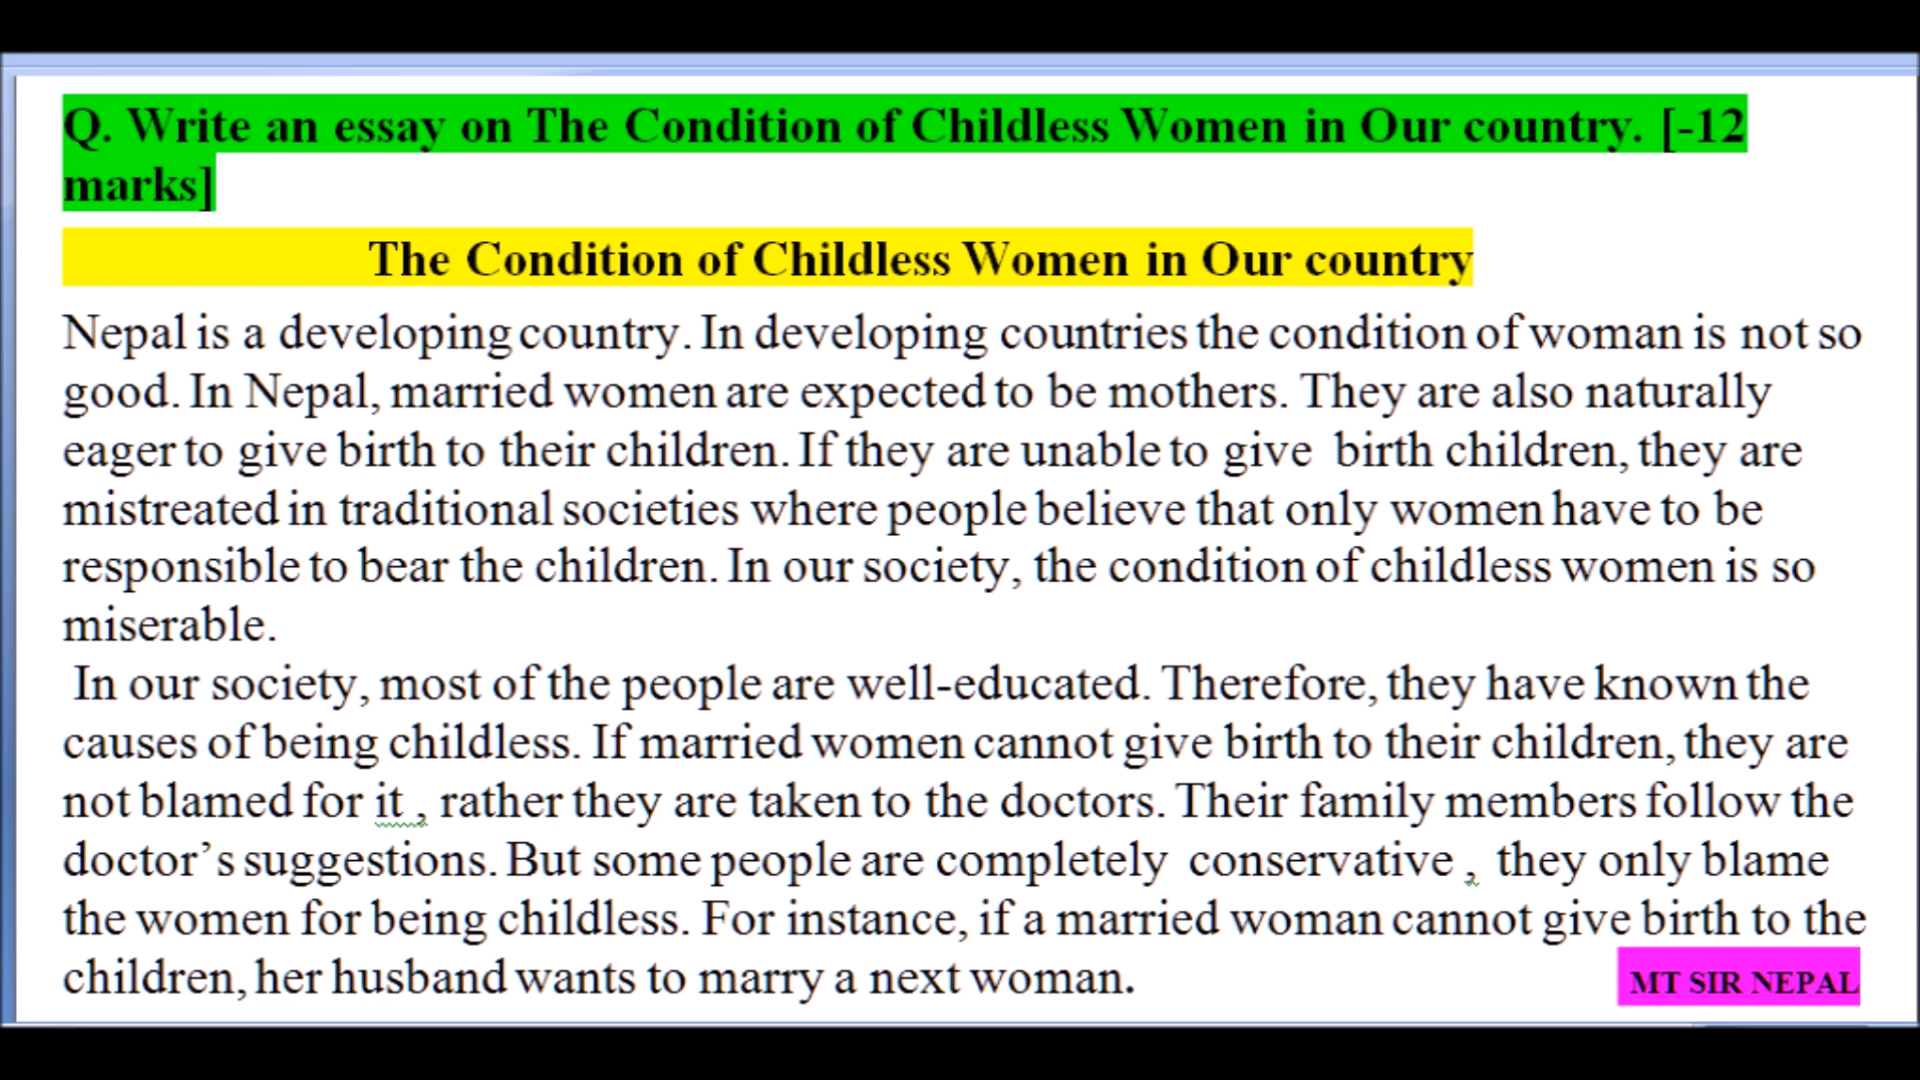 Q. Write an essay on The Condition of Childless Women in Our country. [-12
marks]
The Condition of Childless Women in Our country
Nepal is a developing country. In developing countries the condition of woman is not so
good. In Nepal, married women are expected to be mothers. They are also naturally
eager to give birth to their children. If they are unable to give birth children, they are
mistreated in traditional societies where people believe that only women have to be
responsible to bear the children. In our society, the condition of childless women is so
miserable.
In our society, most of the people are well-educated. Therefore, they have known the
causes of being childless. If married women cannot give birth to their children, they are
not blamed for it , rather they are taken to the doctors. Their family members follow the
doctor’s suggestions. But some people are completely conservative , they only blame
the women for being childless. For instance, if a married woman cannot give birth to the
children, her husband wants to marry a next woman.
MT SIR NEPAL